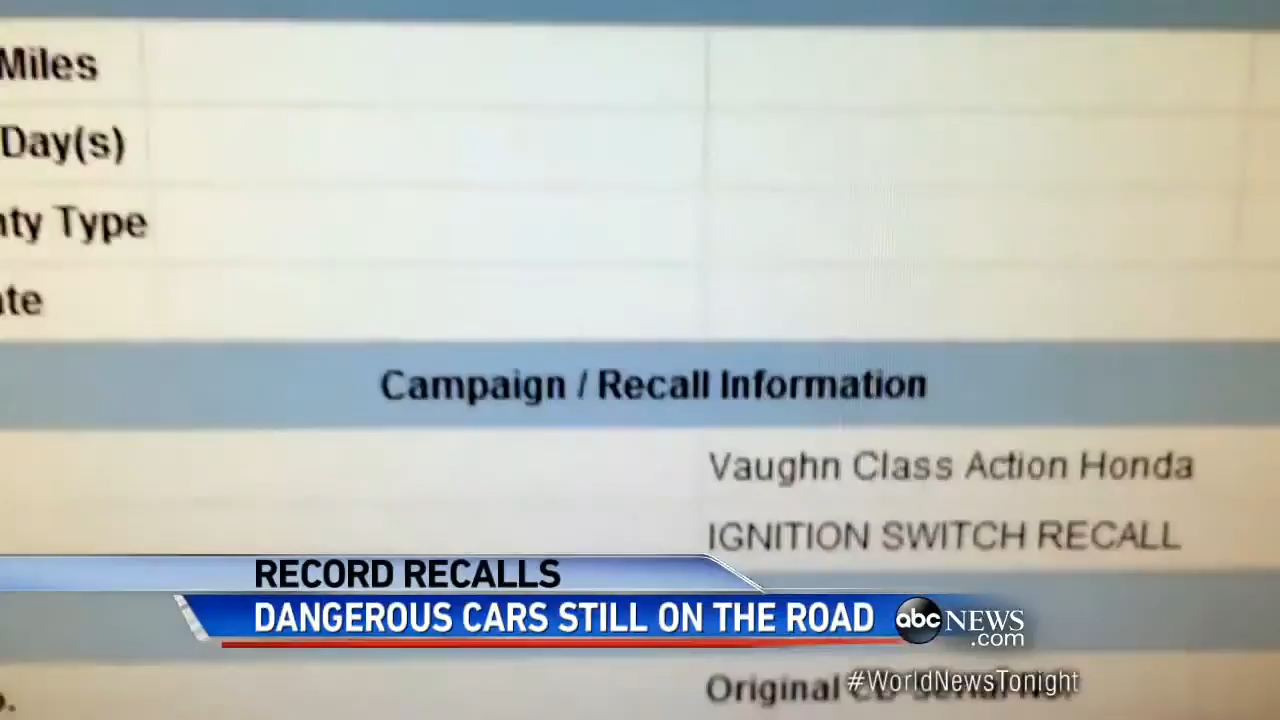 Miles
Day(s)
nty Type
ate
Campaign / Recall Information
Vaughn Class Action Honda
IGNITION SWITCH RECALL
RECORD RECALLS
DANGEROUS CARS STILL ON THE ROAD
abc NEWS
.com
Original
#WorldNewsTonight